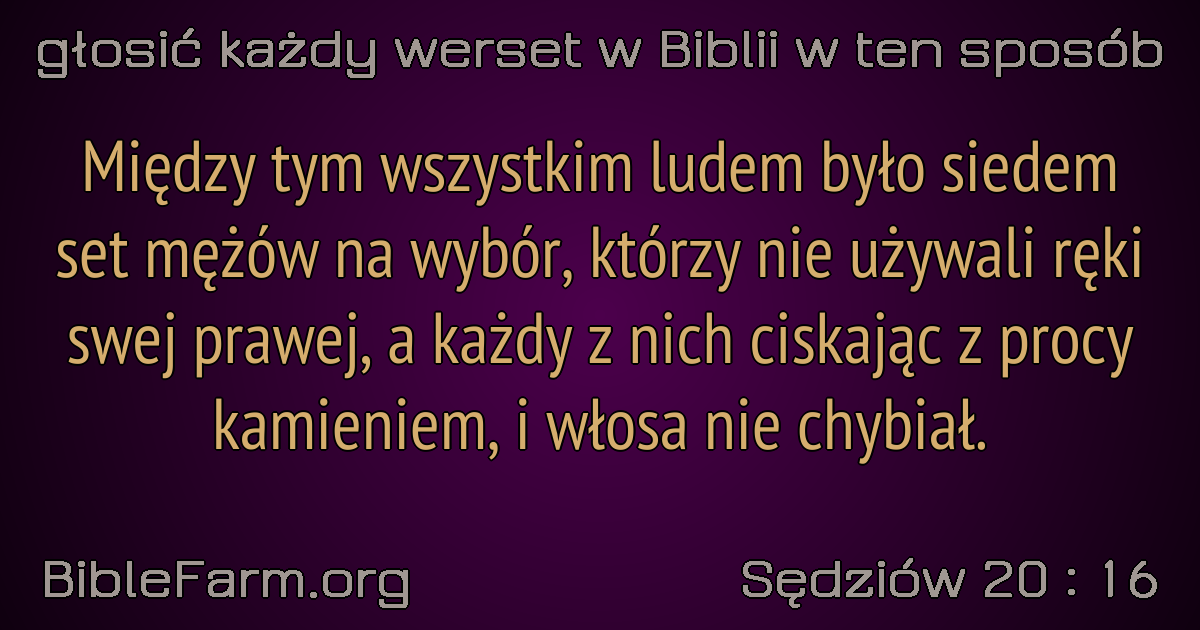 głosić każdy werset w Biblii w ten sposób
Między tym wszystkim ludem było siedem
set mężów na wybór, którzy nie używali ręki
swej prawej, a każdy z nich ciskając z procy
kamieniem, i włosa nie chybiał.
BibleFarm.org
Sędziów 20 : 16